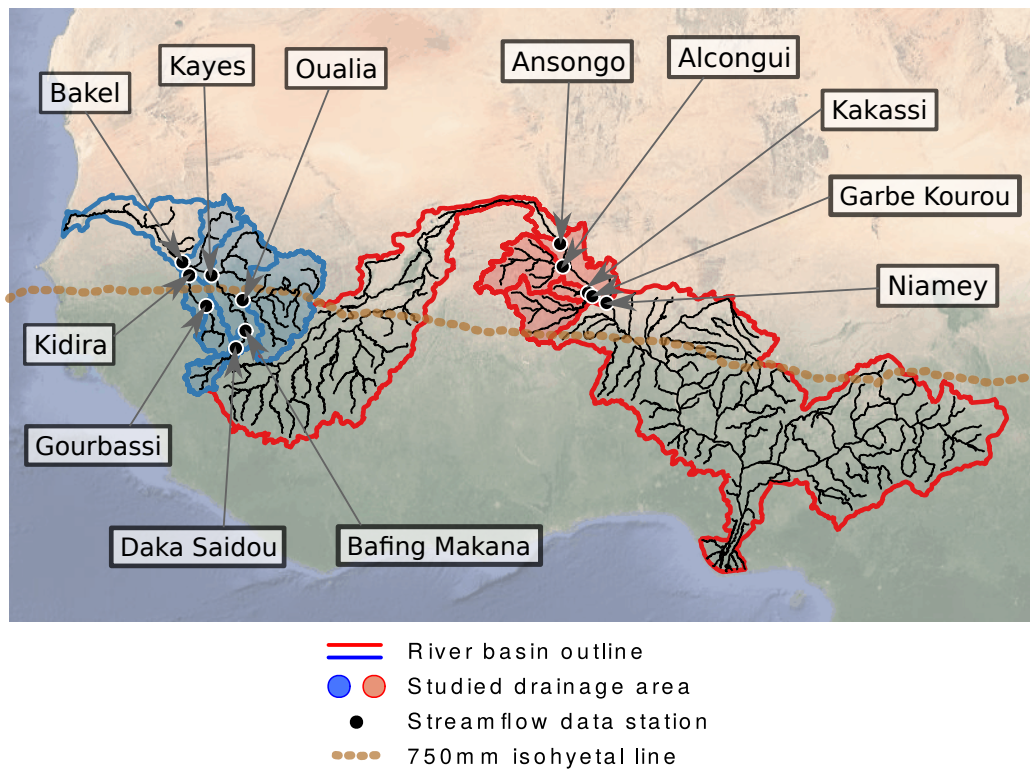 Kayes
Oualia
Ansongo
Alcongui
Bakel
Kakassi
Garbe Kourou
Niamey
Kidira
Gourbassi
Daka Saidou
Bafing Makana
River basin outline
Studied drainage area
Streamflow data station
750mm isohyetal line